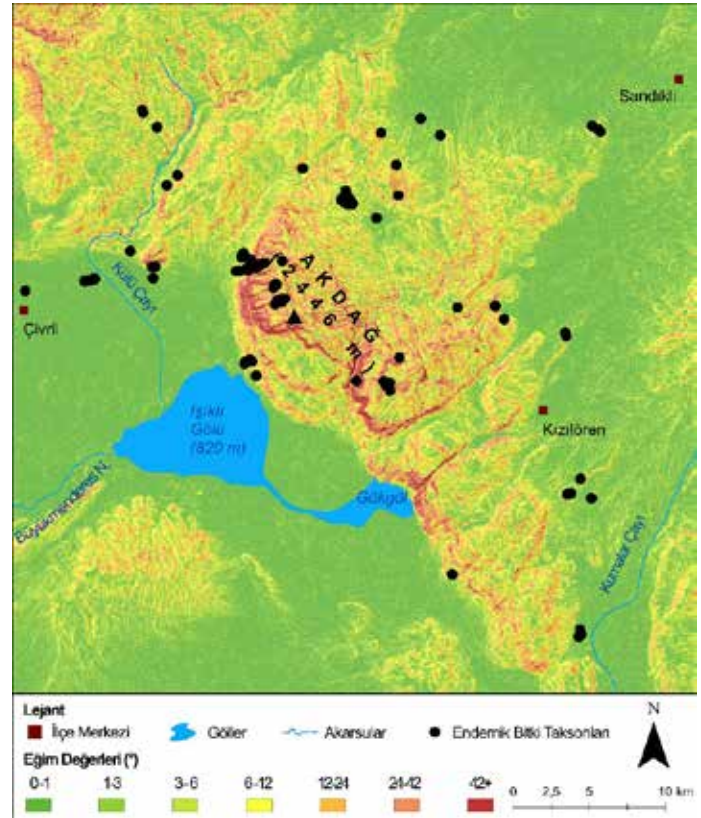 Sandıklı
AKDAĞ
(2446 m)
Kufu Çayı
Çivril
Işıklı
Gölü
(820 m)
Kızılören
Gökgöl
Büyükmenderes N.
Kumalar Çayı
Lejant
İlçe Merkezi Göller Akarsular Endemik Bitki Taksonları
N
Eğim Değerleri (°)
0-1 1-3 3-6 6-12 12-24 24-42 42+
0 2,5 5 10 km